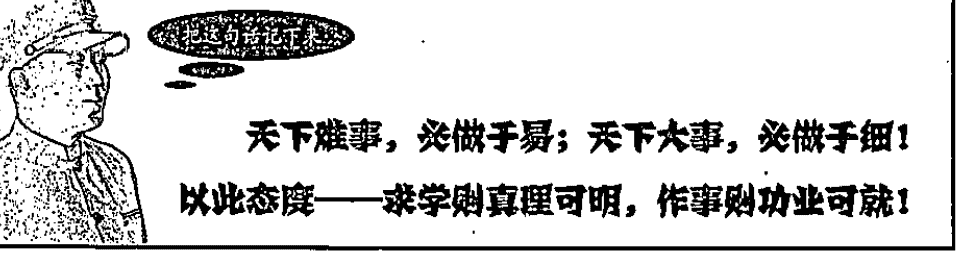 把这句话记下来
天下难事，必做于易；天下大事，必做于细！
以此态度——求学则真理可明，作事则功业可就！